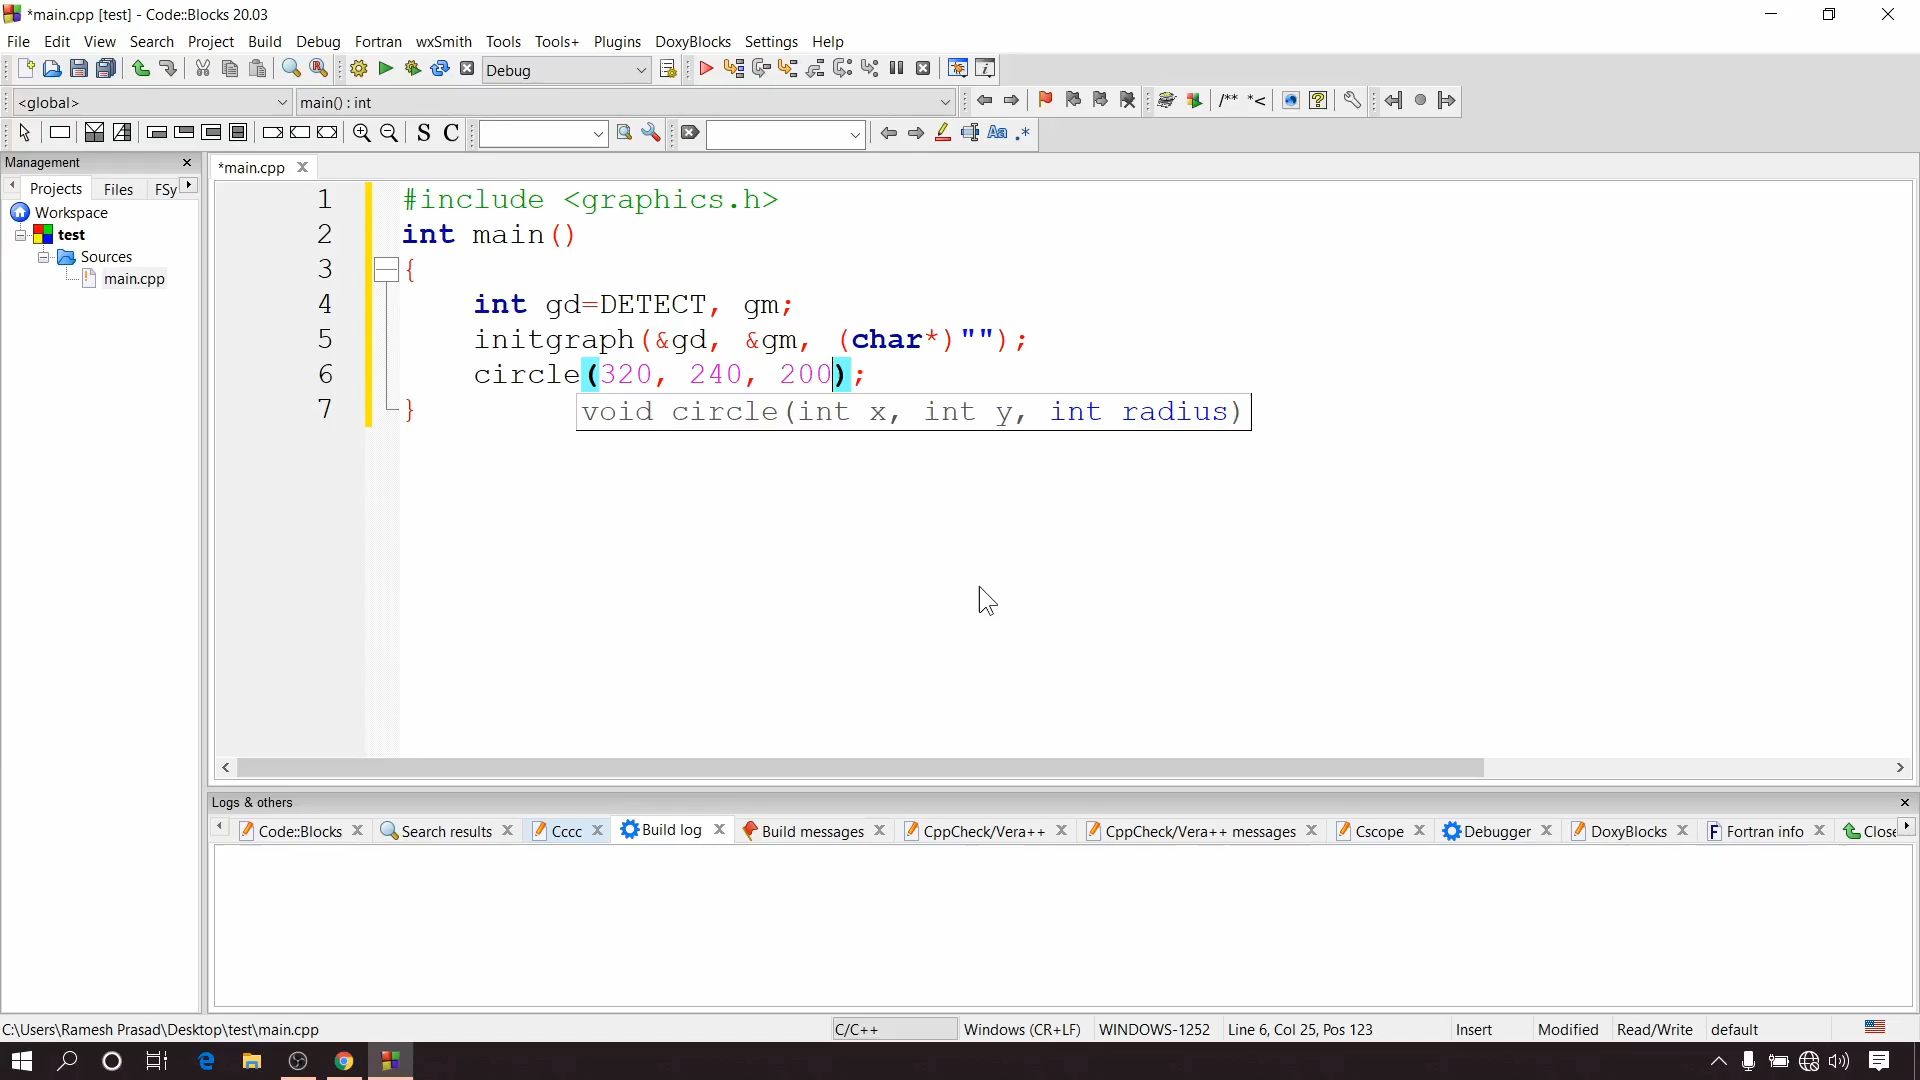 *main.cpp [test] - Code::Blocks 20.03
File Edit View Search Project Build Debug Fortran wxSmith Tools Tools+ Plugins DoxyBlocks Settings Help
Debug
<global> main() : int /** *<
S C Aa .*
Management
*main.cpp
Projects Files FSy
Workspace
test
Sources
main.cpp
1 #include <graphics.h>
2 int main()
3 {
4 int gd=DETECT, gm;
5 initgraph(&gd, &gm, (char*)"");
6 circle(320, 240, 200);
7 }
void circle(int x, int y, int radius)
Logs & others
Code::Blocks Search results Cccc Build log Build messages CppCheck/Vera++ CppCheck/Vera++ messages Cscope Debugger DoxyBlocks F Fortran info Close
C:\Users\Ramesh Prasad\Desktop\test\main.cpp C/C++ Windows (CR+LF) WINDOWS-1252 Line 6, Col 25, Pos 123 Insert Modified Read/Write default